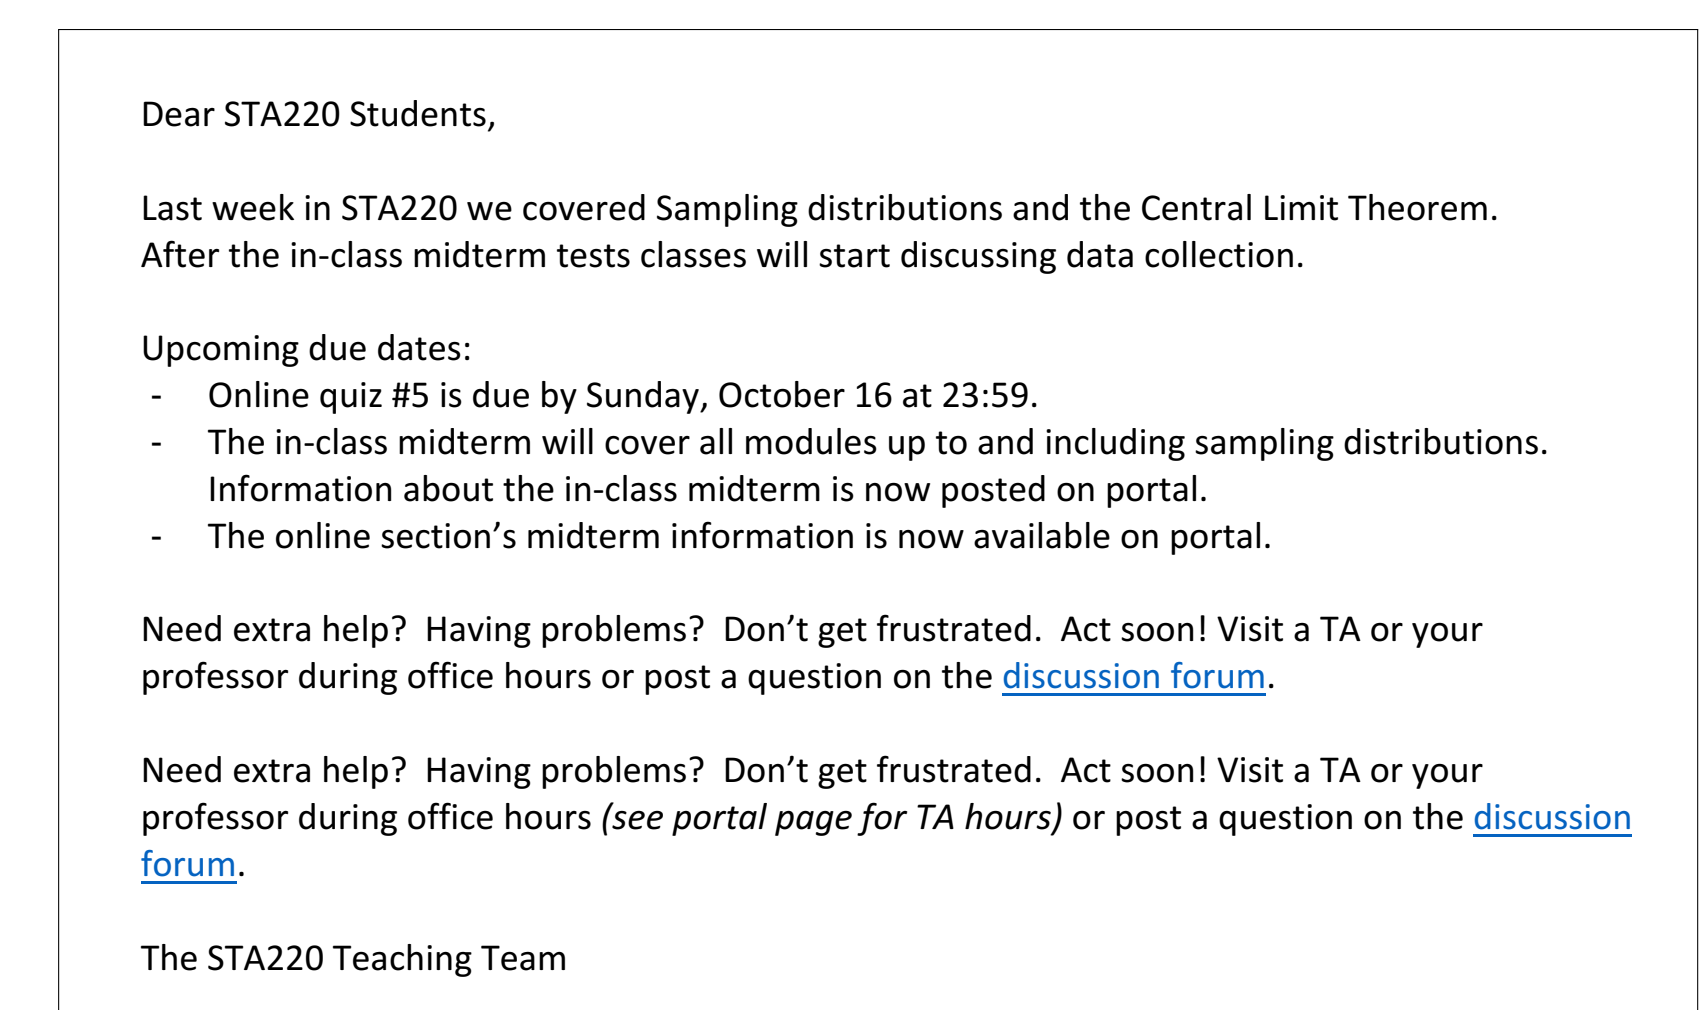 Dear STA220 Students,
Last week in STA220 we covered Sampling distributions and the Central Limit Theorem.
After the in-class midterm tests classes will start discussing data collection.
Upcoming due dates:
- Online quiz #5 is due by Sunday, October 16 at 23:59.
- The in-class midterm will cover all modules up to and including sampling distributions.
Information about the in-class midterm is now posted on portal.
- The online section’s midterm information is now available on portal.
Need extra help?  Having problems?  Don’t get frustrated.  Act soon! Visit a TA or your
professor during office hours or post a question on the discussion forum.
Need extra help?  Having problems?  Don’t get frustrated.  Act soon! Visit a TA or your
professor during office hours (see portal page for TA hours) or post a question on the discussion
forum.
The STA220 Teaching Team